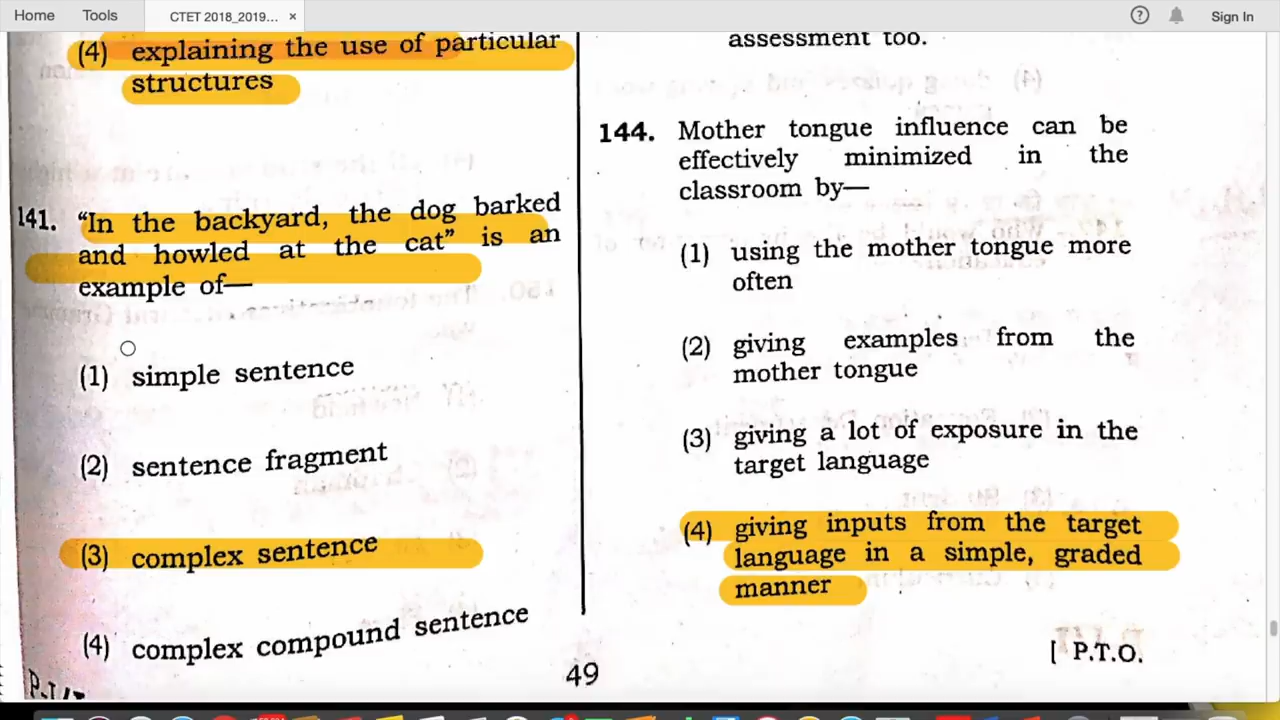 Home
Tools
CTET 2018_2019...
×
Sign In
(4) explaining the use of particular
structures
141. “In the backyard, the dog barked
and howled at the cat” is an
example of—
(1) simple sentence
(2) sentence fragment
(3) complex sentence
(4) complex compound sentence
assessment too.
144. Mother tongue influence can be
effectively minimized in the
classroom by—
(1) using the mother tongue more
often
(2) giving examples from the
mother tongue
(3) giving a lot of exposure in the
target language
(4) giving inputs from the target
language in a simple, graded
manner
[ P.T.O.
49